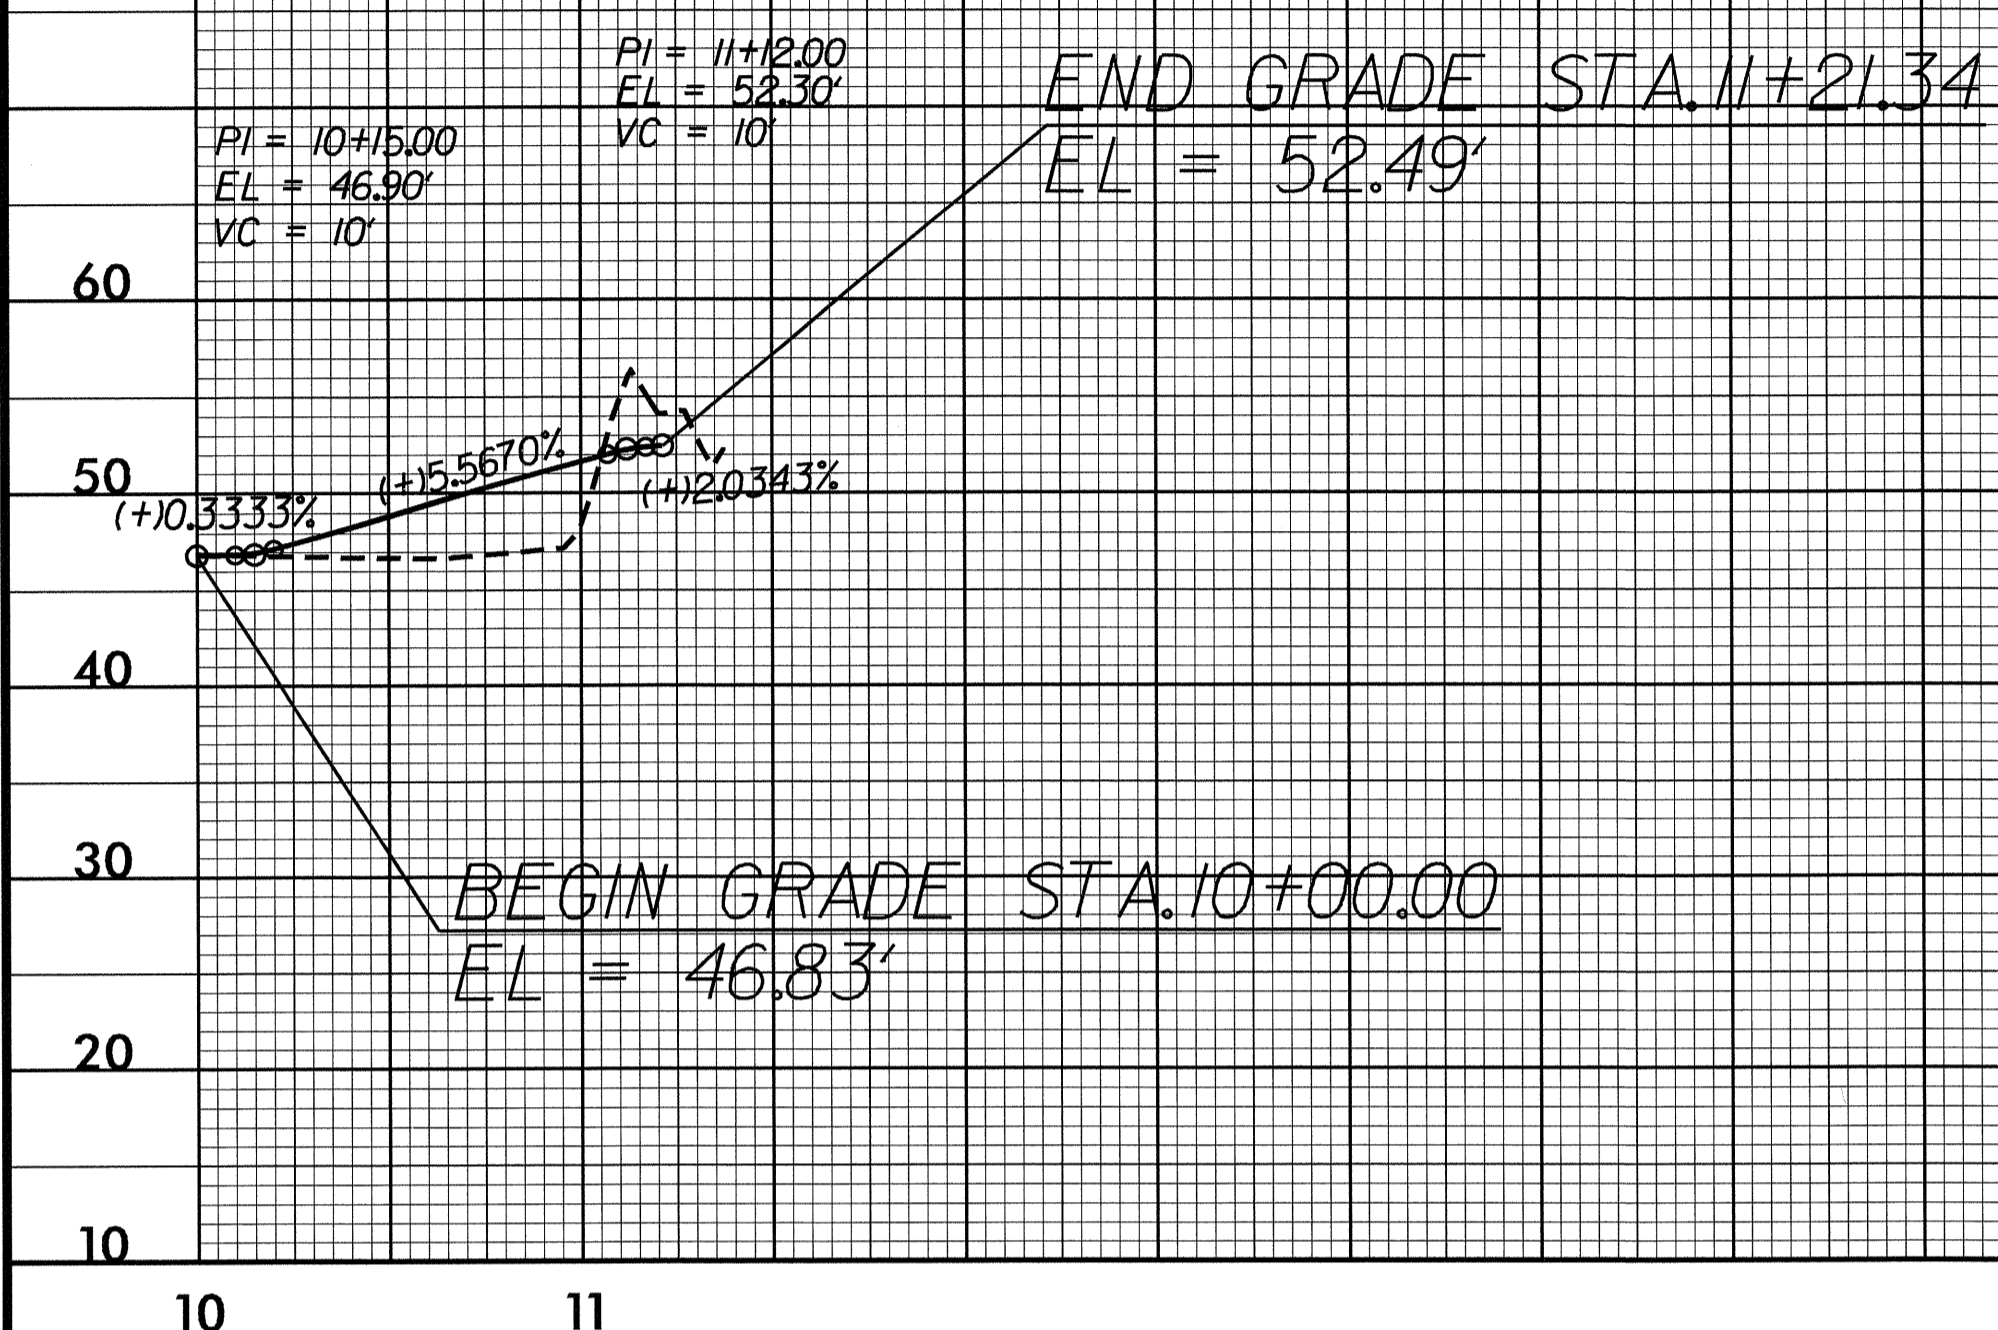 PI = 11+12.00
EL = 52.30'
VC = 10'
END GRADE STA. 11+21.34
EL = 52.49'
PI = 10+15.00
EL = 46.90'
VC = 10'
60
50
(+)5.5670%
(+)2.0343%
(+)0.3333%
40
30
BEGIN GRADE STA. 10+00.00
EL = 46.83'
20
10
10 11